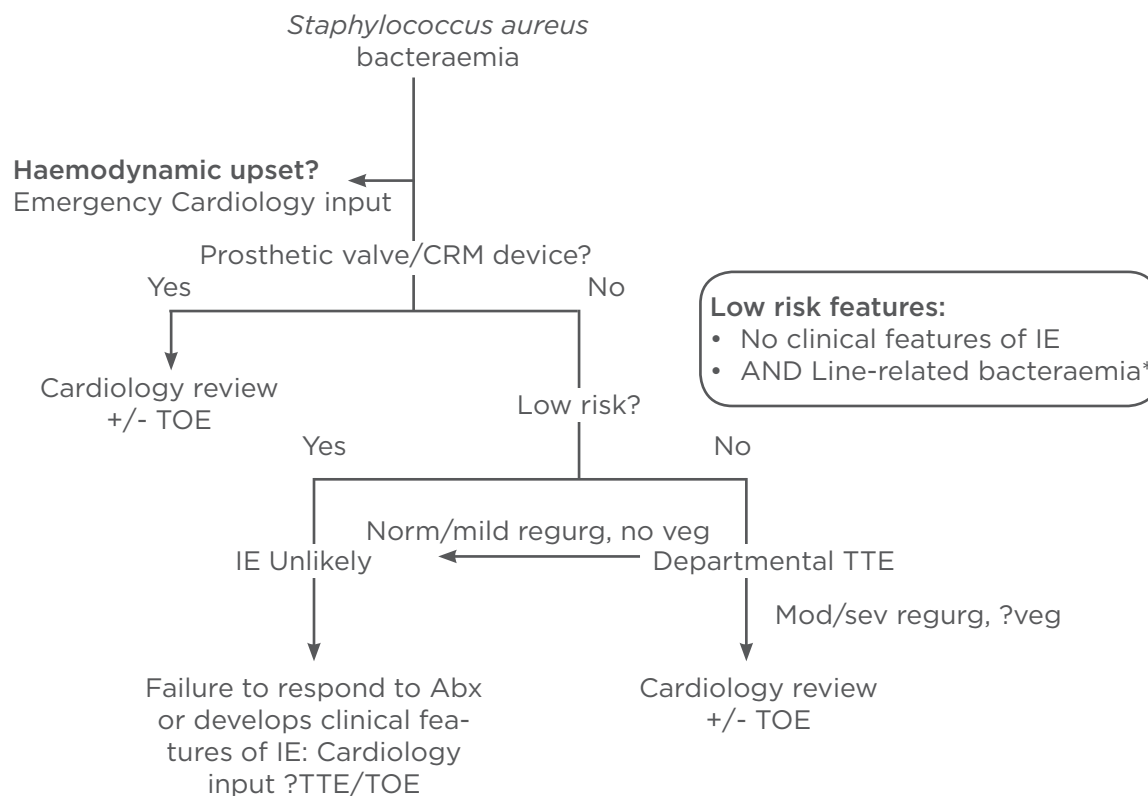 Staphylococcus aureus
bacteraemia
Haemodynamic upset?
Emergency Cardiology input
Prosthetic valve/CRM device?
Yes
No
Low risk features:
• No clinical features of IE
• AND Line-related bacteraemia*
Cardiology review
+/- TOE
Low risk?
Yes
No
Norm/mild regurg, no veg
IE Unlikely
Departmental TTE
Mod/sev regurg, ?veg
Failure to respond to Abx
or develops clinical fea-
tures of IE: Cardiology
input ?TTE/TOE
Cardiology review
+/- TOE